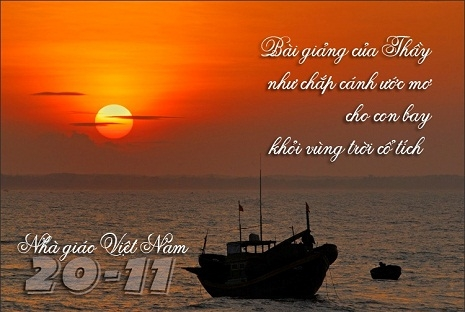 Bài giảng của Thầy
như chắp cánh ước mơ
cho con bay
khỏi vùng trời cổ tích
Nhà giáo Việt Nam
20-11